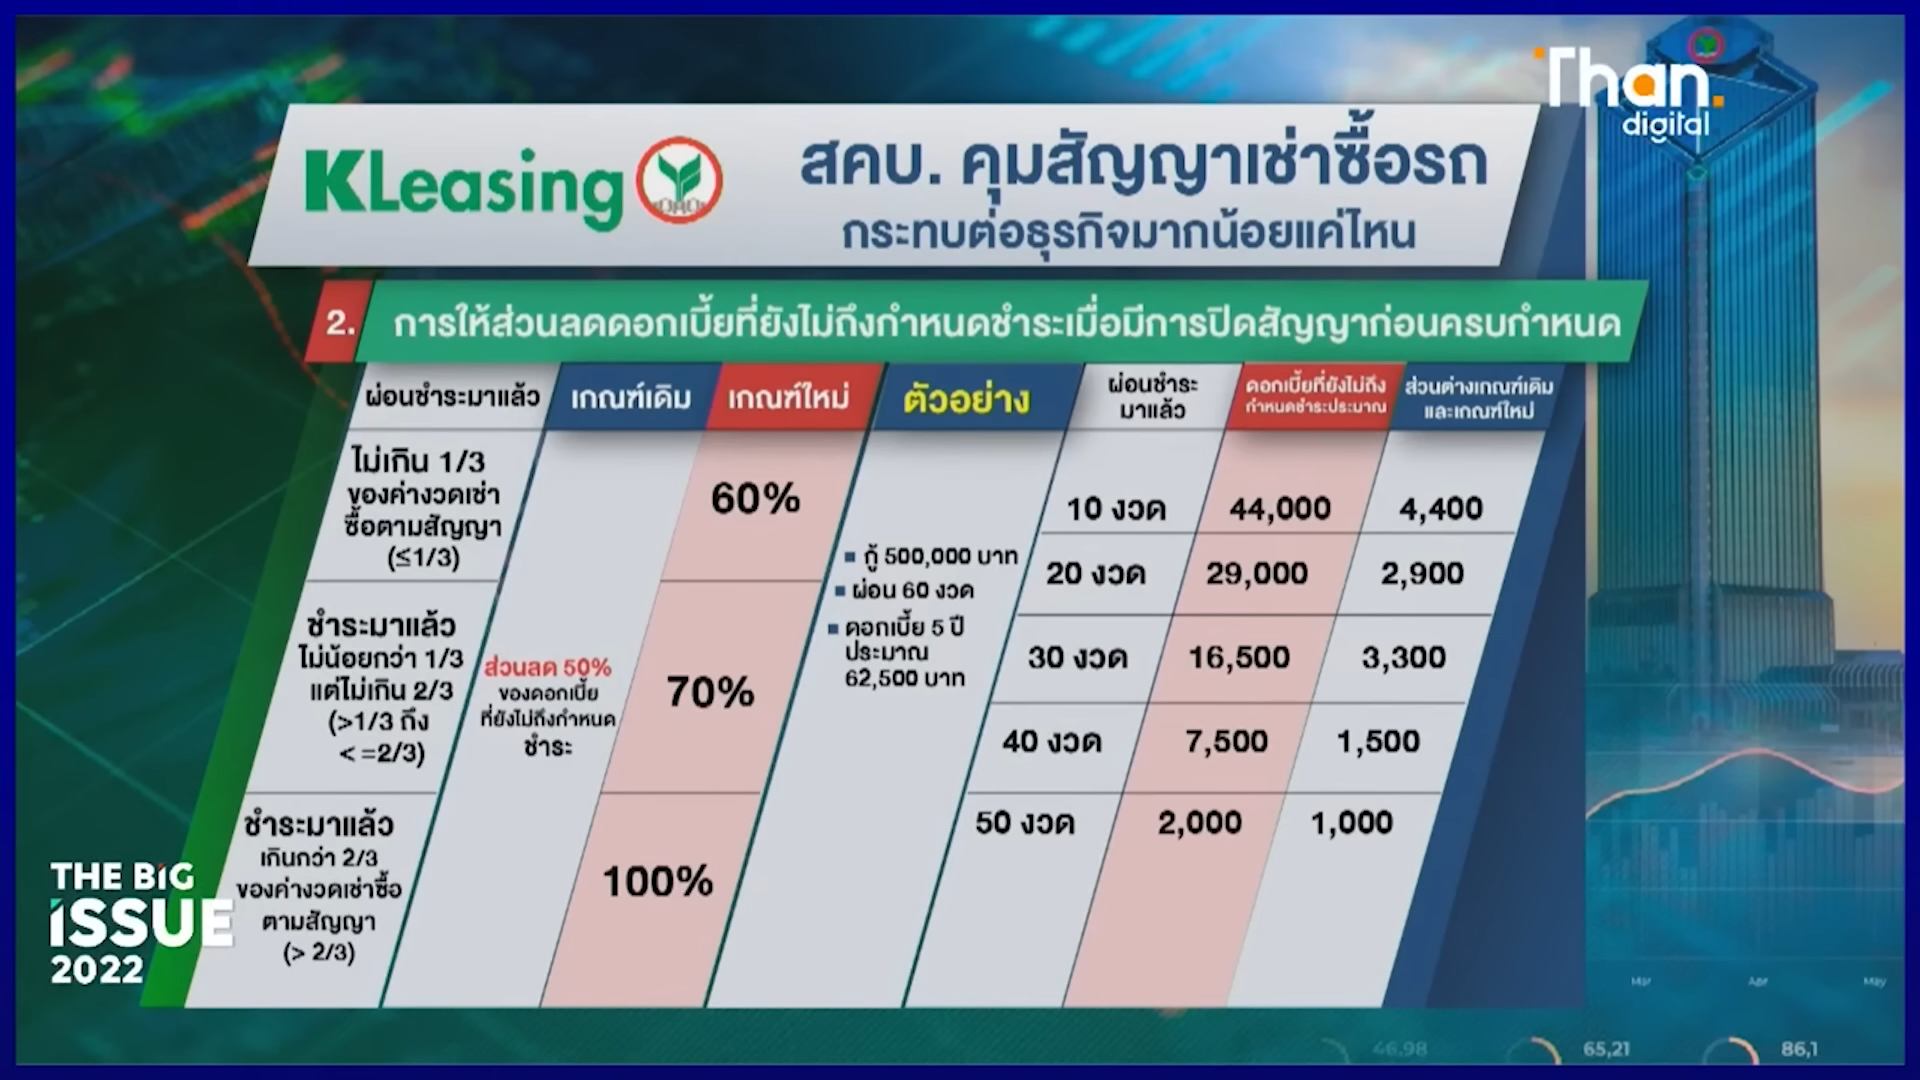 Than.
digital
KLeasing
สคบ. คุมสัญญาเช่าซื้อรถ
กระทบต่อธุรกิจมากน้อยแค่ไหน
2. การให้ส่วนลดดอกเบี้ยที่ยังไม่ถึงกำหนดชำระเมื่อมีการปิดสัญญาก่อนครบกำหนด
ผ่อนชำระมาแล้ว
เกณฑ์เดิม
เกณฑ์ใหม่
ตัวอย่าง
ผ่อนชำระ
มาแล้ว
ดอกเบี้ยที่ยังไม่ถึง
กำหนดชำระประมาณ
ส่วนต่างเกณฑ์เดิม
และเกณฑ์ใหม่
ไม่เกิน 1/3
ของค่างวดเช่า
ซื้อตามสัญญา
(≤1/3)
60%
ชำระมาแล้ว
ไม่น้อยกว่า 1/3
แต่ไม่เกิน 2/3
(>1/3 ถึง
< =2/3)
ส่วนลด 50%
ของดอกเบี้ย
ที่ยังไม่ถึงกำหนด
ชำระ
70%
ชำระมาแล้ว
เกินกว่า 2/3
ของค่างวดเช่าซื้อ
ตามสัญญา
(> 2/3)
100%
▪ กู้ 500,000 บาท
▪ ผ่อน 60 งวด
▪ ดอกเบี้ย 5 ปี
ประมาณ
62,500 บาท
10 งวด 44,000 4,400
20 งวด 29,000 2,900
30 งวด 16,500 3,300
40 งวด 7,500 1,500
50 งวด 2,000 1,000
THE BIG
ISSUE
2022
Mar Apr May
46,98 65,21 86,1